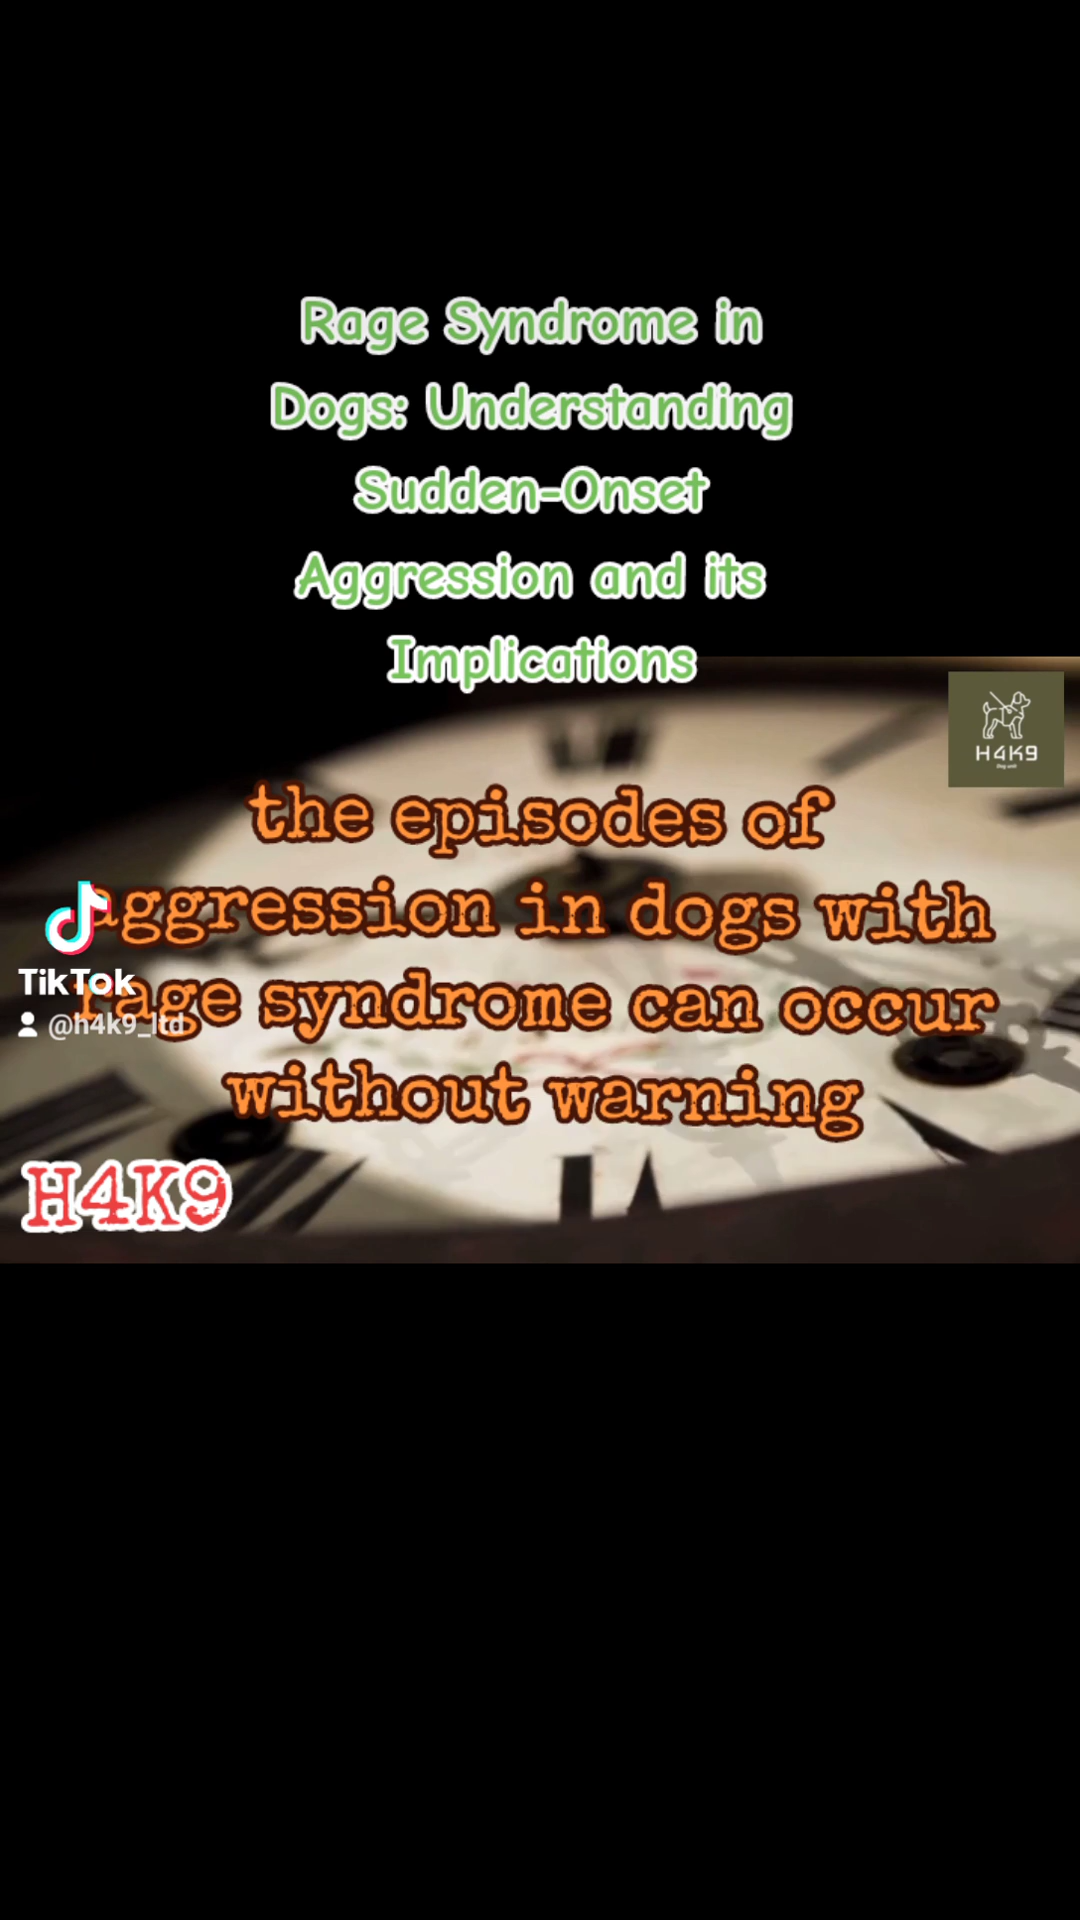 Rage Syndrome in
Dogs: Understanding
Sudden-Onset
Aggression and its
Implications
H4K9
the episodes of
aggression in dogs with
rage syndrome can occur
without warning
TikTok
@h4k9_ltd
H4K9